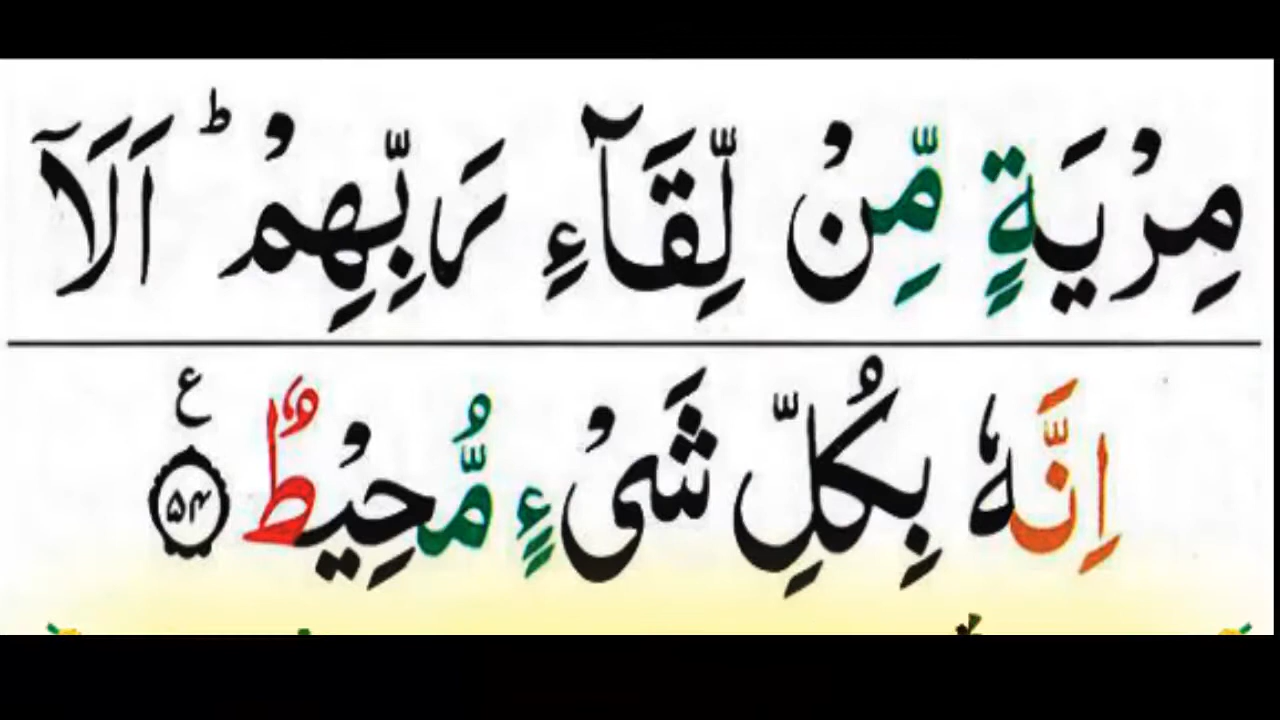 مِرْيَةٍ مِّنْ لِّقَآءِ رَبِّهِمْ ؕ اَلَاۤ
اِنَّهٗ بِكُلِّ شَیْءٍ مُّحِیْطٌ ۵۴ ع